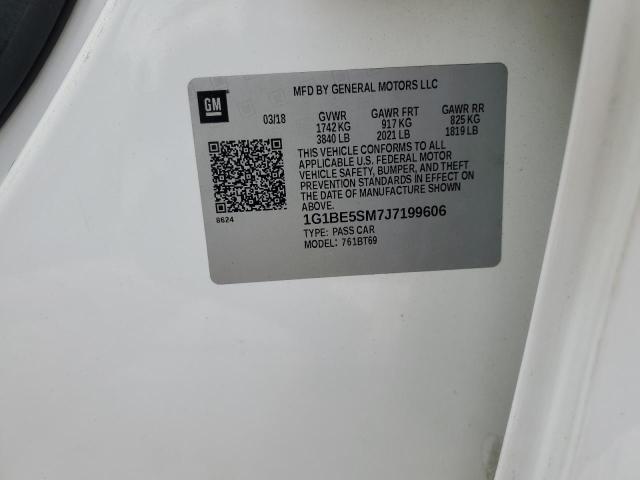 MFD BY GENERAL MOTORS LLC
GM
03/18 GVWR GAWR FRT GAWR RR
1742 KG 917 KG 825 KG
3840 LB 2021 LB 1819 LB
THIS VEHICLE CONFORMS TO ALL
APPLICABLE U.S. FEDERAL MOTOR
VEHICLE SAFETY, BUMPER, AND THEFT
PREVENTION STANDARDS IN EFFECT ON
THE DATE OF MANUFACTURE SHOWN
ABOVE.
8624
1G1BE5SM7J7199606
TYPE: PASS CAR
MODEL: 761BT69